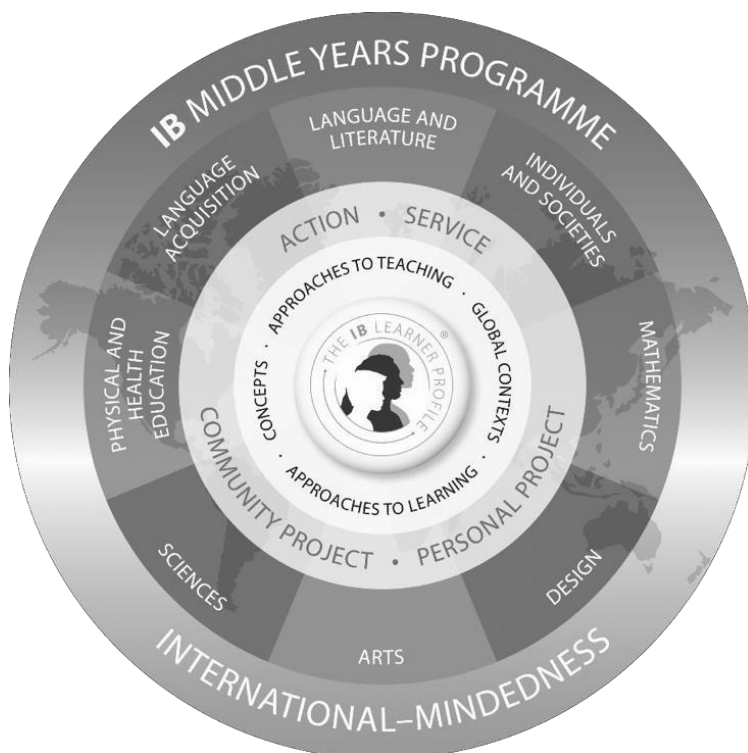 IB MIDDLE YEARS PROGRAMME
LANGUAGE AND
LITERATURE
INDIVIDUALS
AND SOCIETIES
MATHEMATICS
DESIGN
ARTS
SCIENCES
PHYSICAL AND
HEALTH
EDUCATION
LANGUAGE
ACQUISITION
ACTION • SERVICE
COMMUNITY PROJECT • PERSONAL PROJECT
APPROACHES TO TEACHING · GLOBAL CONTEXTS
· APPROACHES TO LEARNING · CONCEPTS ·
THE IB LEARNER PROFILE ®
INTERNATIONAL–MINDEDNESS